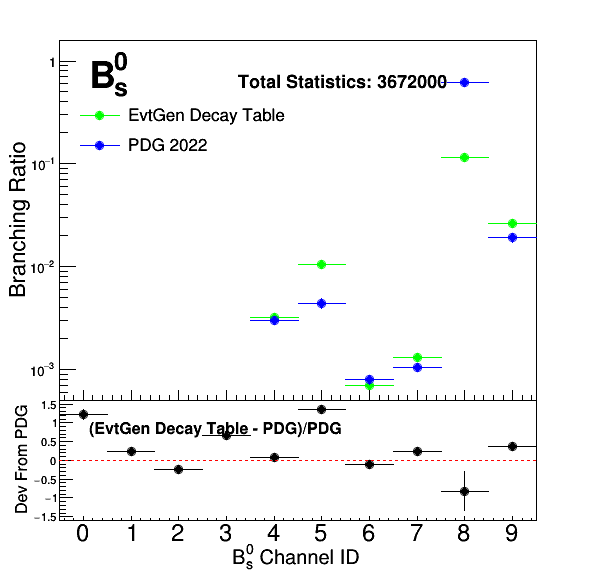 B⁰ₛ
Total Statistics: 3672000
EvtGen Decay Table
PDG 2022
Branching Ratio
1
10⁻¹
10⁻²
10⁻³
Dev From PDG
(EvtGen Decay Table - PDG)/PDG
1.5
1
0.5
0
−0.5
−1
−1.5
0 1 2 3 4 5 6 7 8 9
B⁰ₛ Channel ID